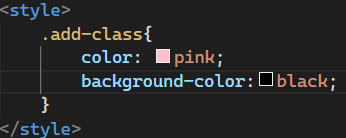 <style>
.add-class{
color: pink;
background-color: black;
}
</style>